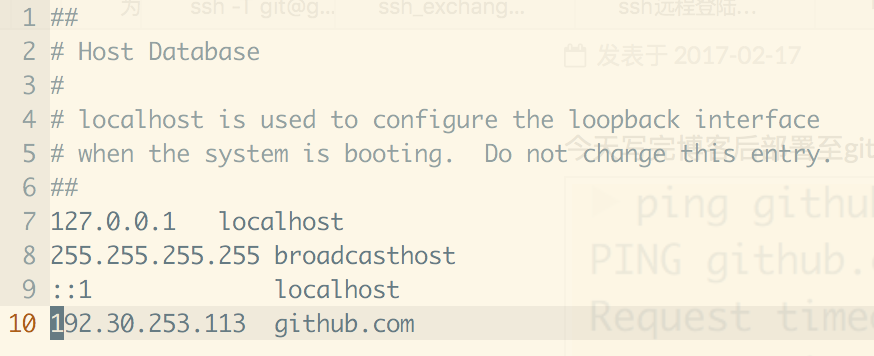 为 ssh -T git@g... ssh_exchang... ssh远程登陆...
发表于 2017-02-17
1 ##
2 # Host Database
3 #
4 # localhost is used to configure the loopback interface
5 # when the system is booting.  Do not change this entry.
6 ##
7 127.0.0.1   localhost
8 255.255.255.255 broadcasthost
9 ::1             localhost
10 192.30.253.113  github.com
今天写完博客后部署至git
ping github
PING github.
Request timed